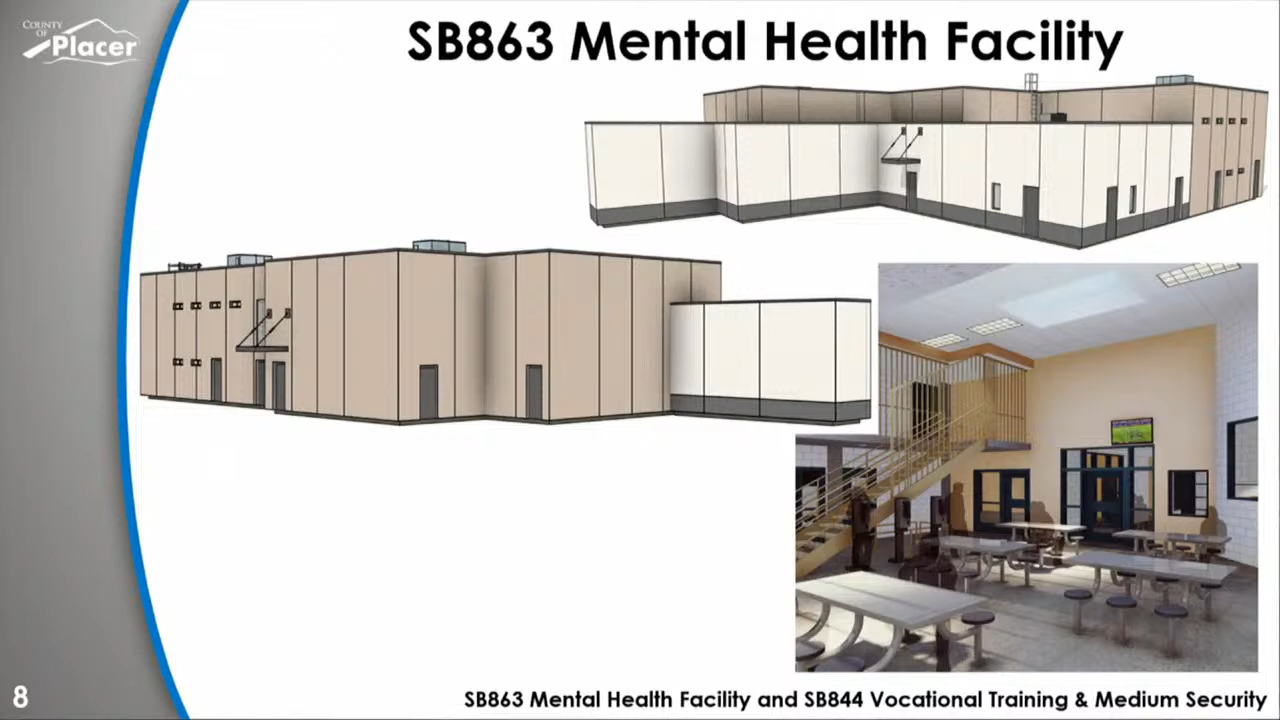 COUNTY
OF
Placer
SB863 Mental Health Facility
8
SB863 Mental Health Facility and SB844 Vocational Training & Medium Security